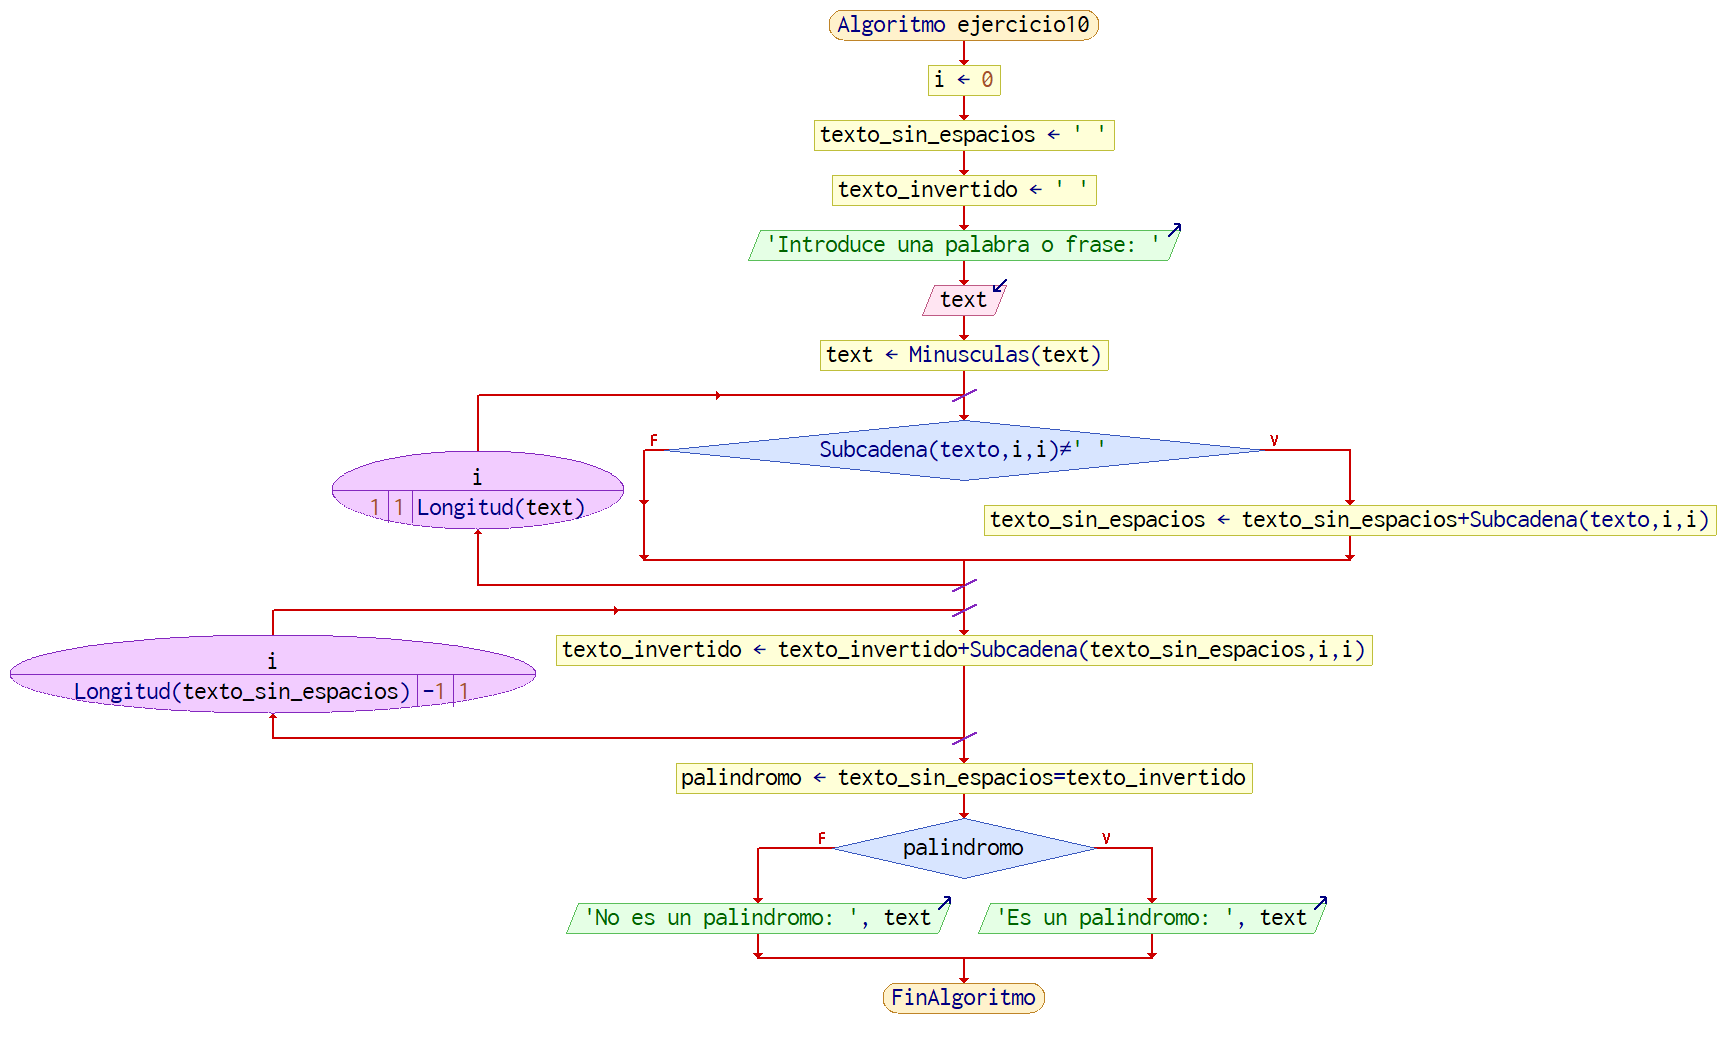 Algoritmo ejercicio10
i ← 0
texto_sin_espacios ← ' '
texto_invertido ← ' '
'Introduce una palabra o frase: '
text
text ← Minusculas(text)
F
Subcadena(texto,i,i)≠' '
V
i
1 1 Longitud(text)
texto_sin_espacios ← texto_sin_espacios+Subcadena(texto,i,i)
texto_invertido ← texto_invertido+Subcadena(texto_sin_espacios,i,i)
i
Longitud(texto_sin_espacios) -1 1
palindromo ← texto_sin_espacios=texto_invertido
F
palindromo
V
'No es un palindromo: ', text
'Es un palindromo: ', text
FinAlgoritmo